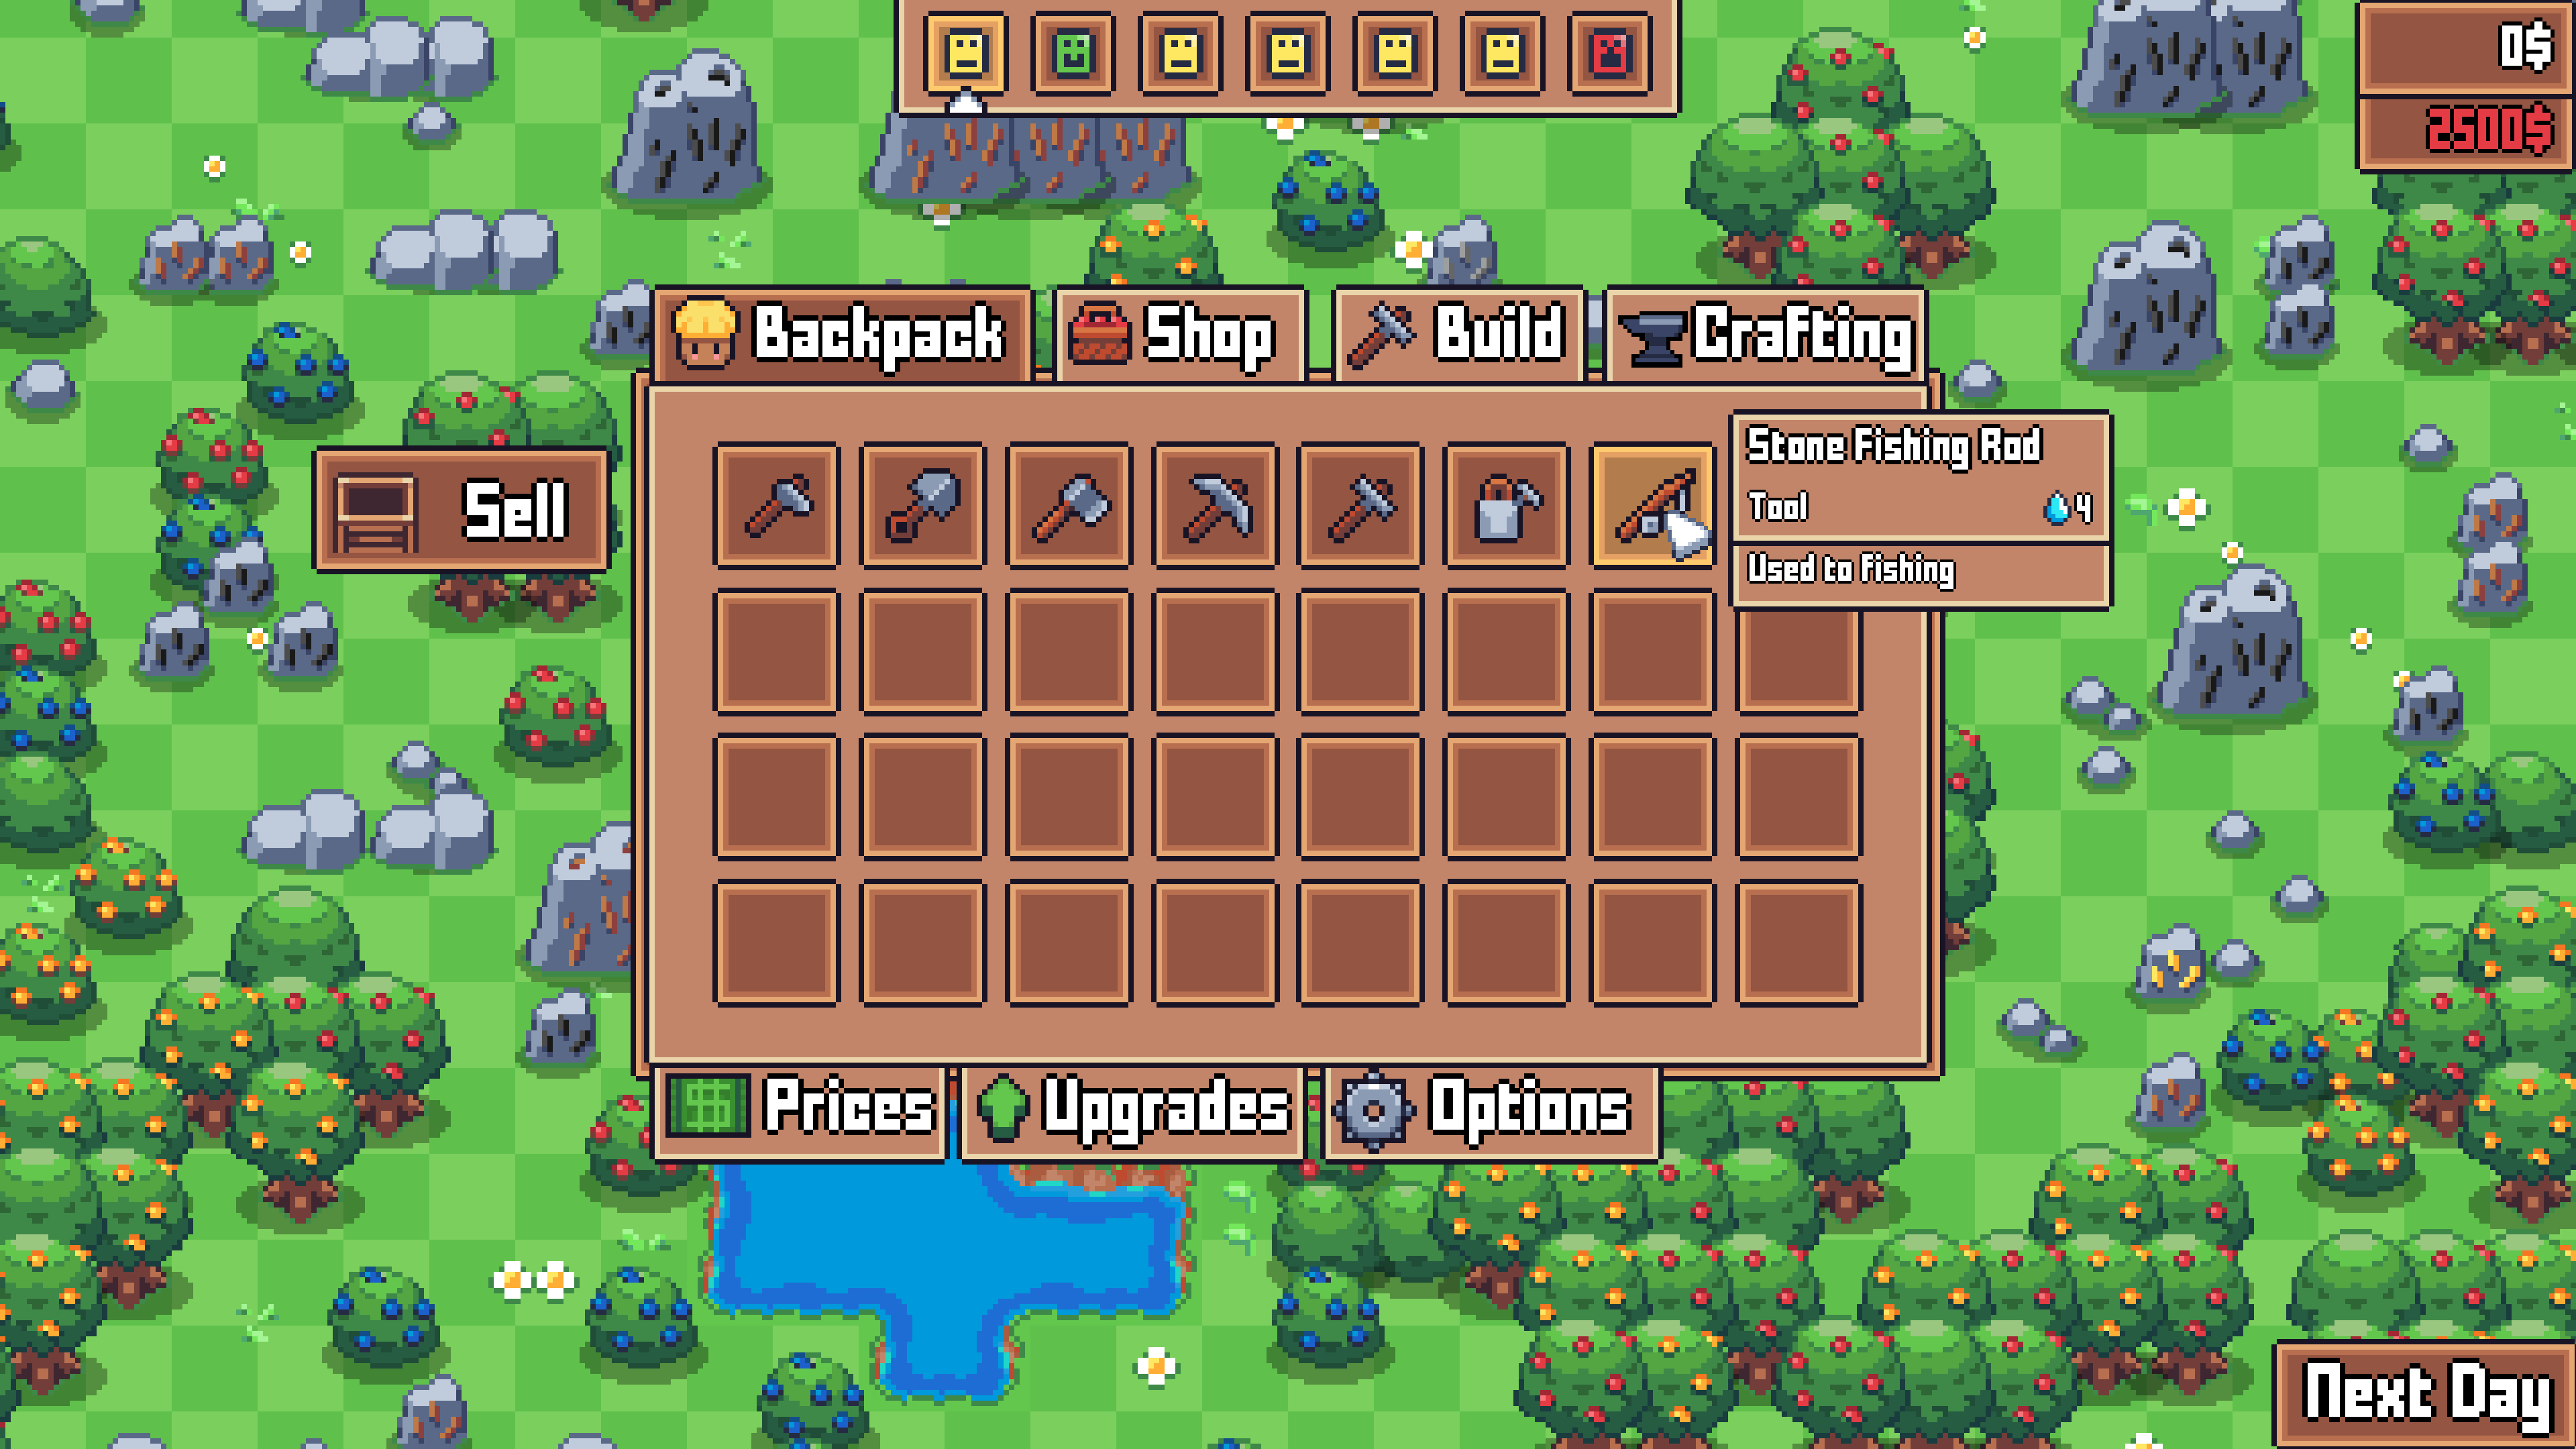 0$
2500$
Backpack
Shop
Build
Crafting
Sell
Stone Fishing Rod
Tool
4
Used to fishing
Prices
Upgrades
Options
Next Day